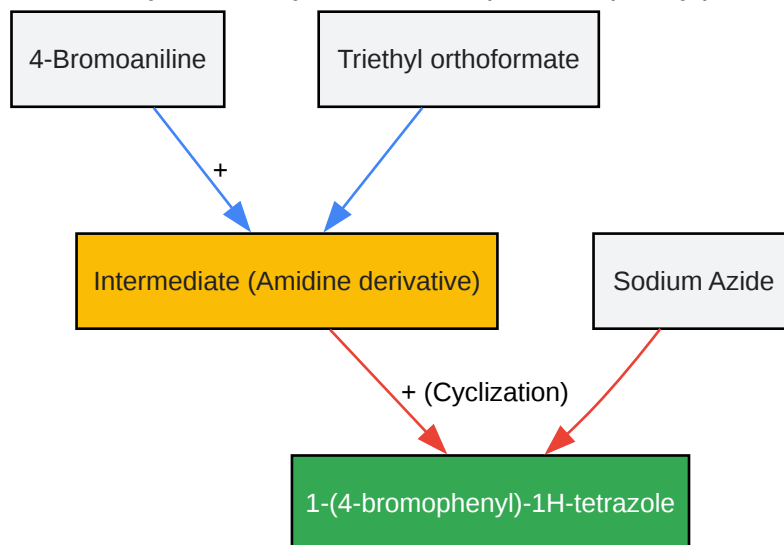 4-Bromoaniline
Triethyl orthoformate
+
Intermediate (Amidine derivative)
Sodium Azide
+ (Cyclization)
1-(4-bromophenyl)-1H-tetrazole